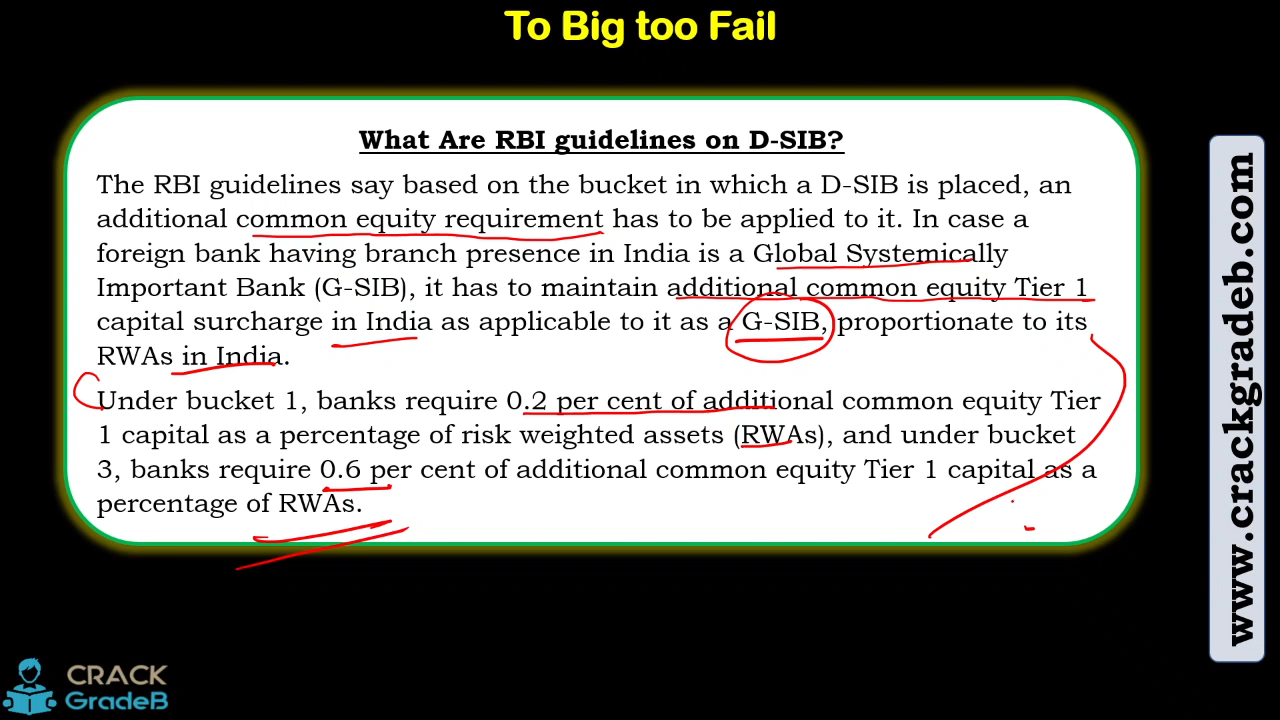 To Big too Fail
What Are RBI guidelines on D-SIB?
The RBI guidelines say based on the bucket in which a D-SIB is placed, an
additional common equity requirement has to be applied to it. In case a
foreign bank having branch presence in India is a Global Systemically
Important Bank (G-SIB), it has to maintain additional common equity Tier 1
capital surcharge in India as applicable to it as a G-SIB, proportionate to its
RWAs in India.
Under bucket 1, banks require 0.2 per cent of additional common equity Tier
1 capital as a percentage of risk weighted assets (RWAs), and under bucket
3, banks require 0.6 per cent of additional common equity Tier 1 capital as a
percentage of RWAs.
www.crackgradeb.com
CRACK
GradeB